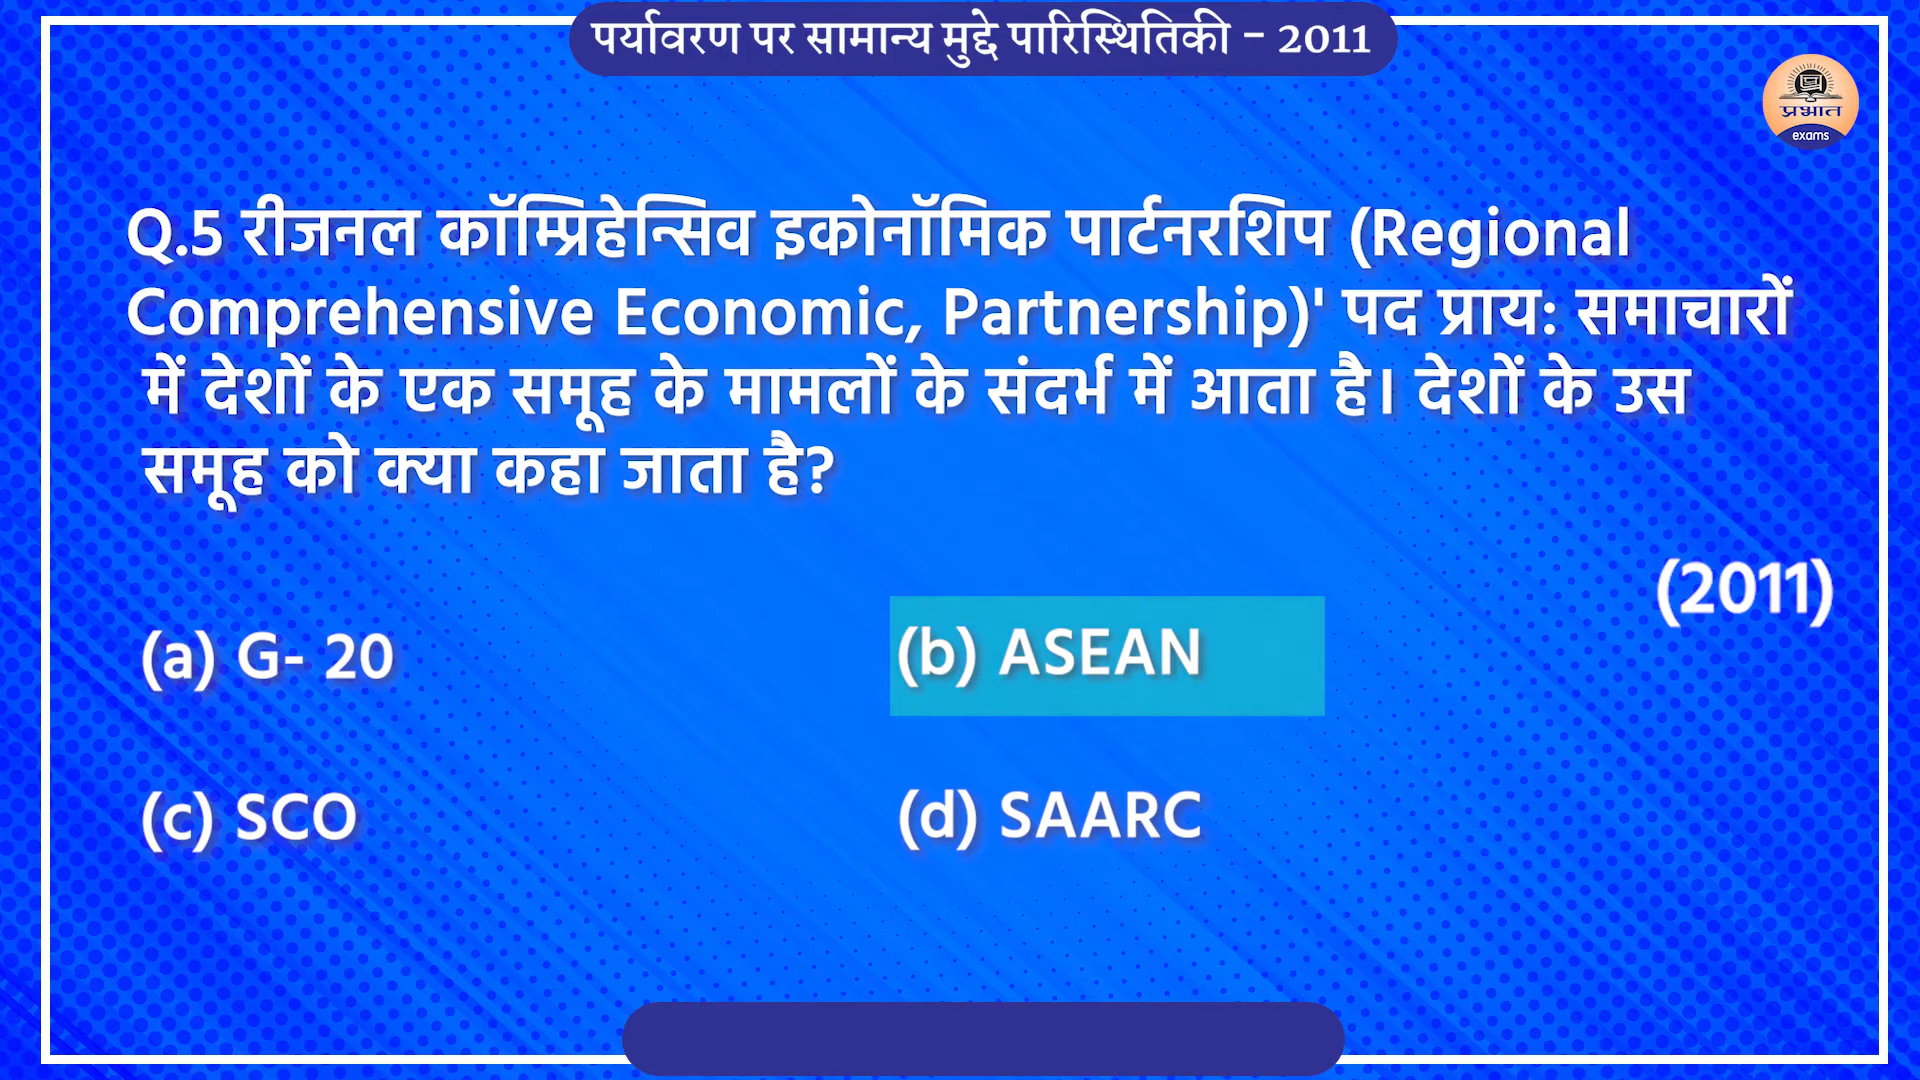 पर्यावरण पर सामान्य मुद्दे पारिस्थितिकी - 2011
प्रभात
exams
Q.5 रीजनल कॉम्प्रिहेन्सिव इकोनॉमिक पार्टनरशिप (Regional
Comprehensive Economic, Partnership)' पद प्राय: समाचारों
में देशों के एक समूह के मामलों के संदर्भ में आता है। देशों के उस
समूह को क्या कहा जाता है?
(2011)
(a) G- 20
(b) ASEAN
(c) SCO
(d) SAARC